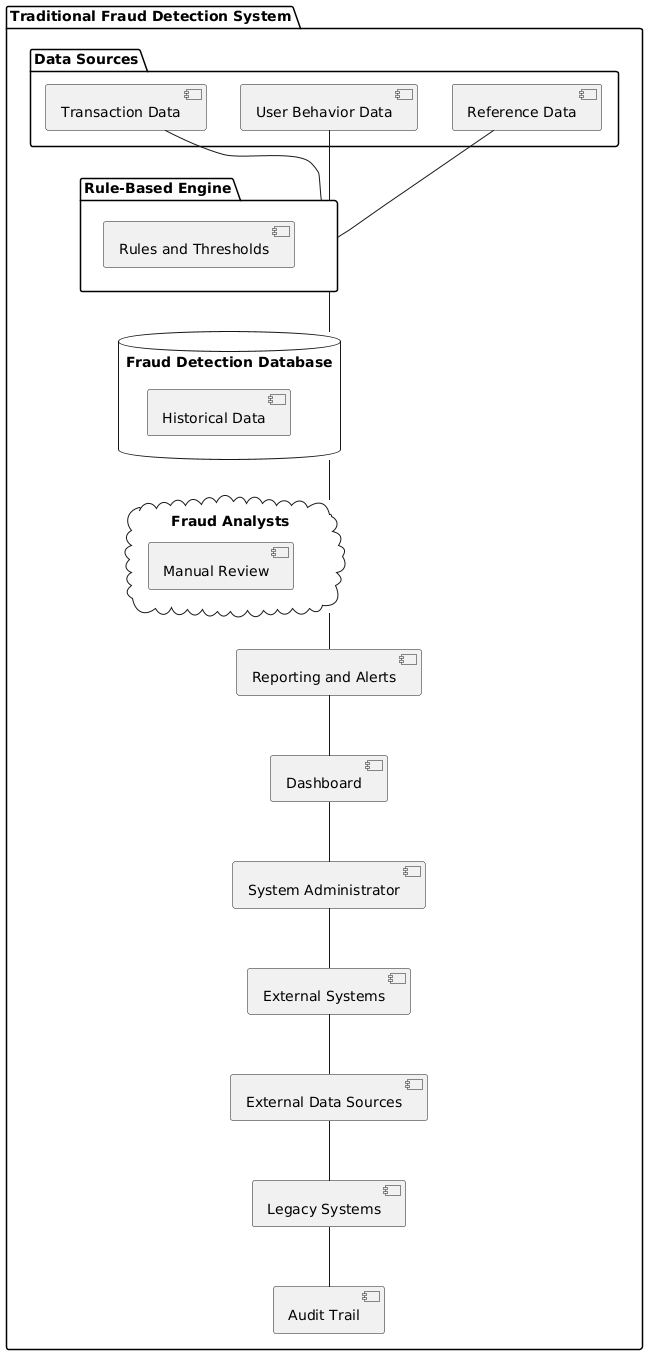 Traditional Fraud Detection System
Data Sources
Transaction Data
User Behavior Data
Reference Data
Rule-Based Engine
Rules and Thresholds
Fraud Detection Database
Historical Data
Fraud Analysts
Manual Review
Reporting and Alerts
Dashboard
System Administrator
External Systems
External Data Sources
Legacy Systems
Audit Trail